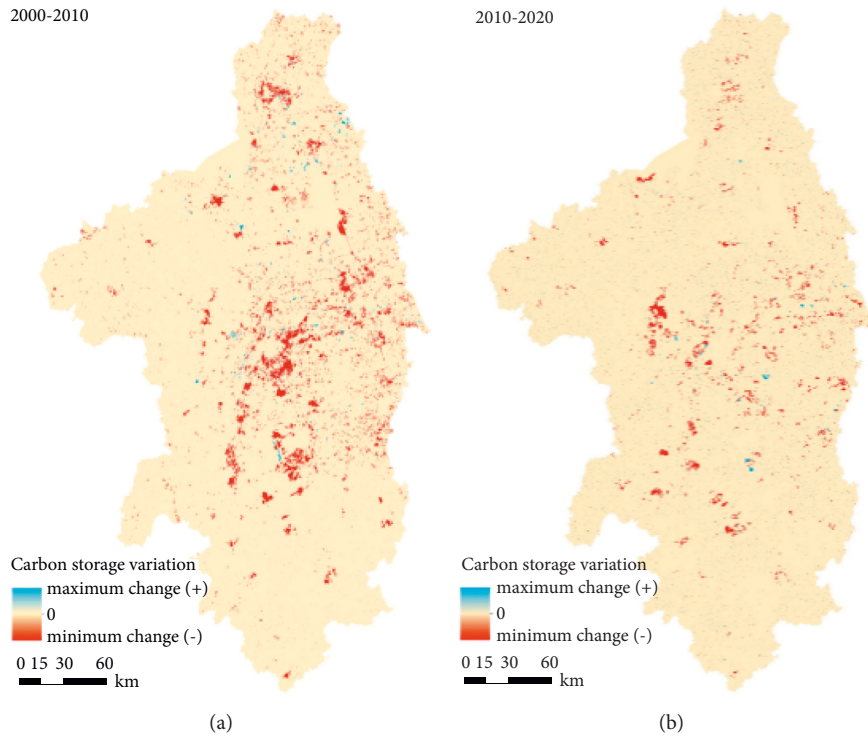 2000-2010
Carbon storage variation
maximum change (+)
0
minimum change (-)
0 15 30 60
km
(a)
2010-2020
Carbon storage variation
maximum change (+)
0
minimum change (-)
0 15 30 60
km
(b)